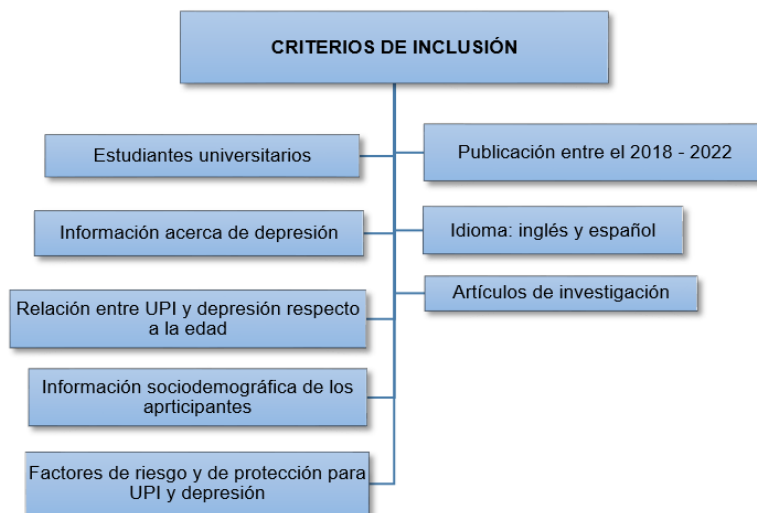 CRITERIOS DE INCLUSIÓN
Estudiantes universitarios
Información acerca de depresión
Relación entre UPI y depresión respecto
a la edad
Información sociodemográfica de los
aprticipantes
Factores de riesgo y de protección para
UPI y depresión
Publicación entre el 2018 - 2022
Idioma: inglés y español
Artículos de investigación